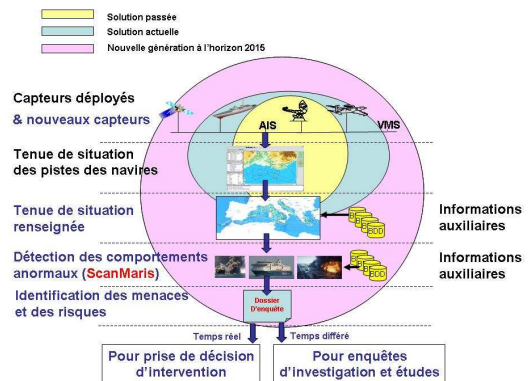 Solution passée
Solution actuelle
Nouvelle génération à l'horizon 2015
Capteurs déployés
& nouveaux capteurs
AIS
VMS
Tenue de situation
des pistes des navires
Tenue de situation
renseignée
BDD
Informations
auxiliaires
Détection des comportements
anormaux (ScanMaris)
BDD
Informations
auxiliaires
Identification des menaces
et des risques
Dossier
D'enquête
Temps réel
Temps différé
Pour prise de décision
d'intervention
Pour enquêtes
d'investigation et études